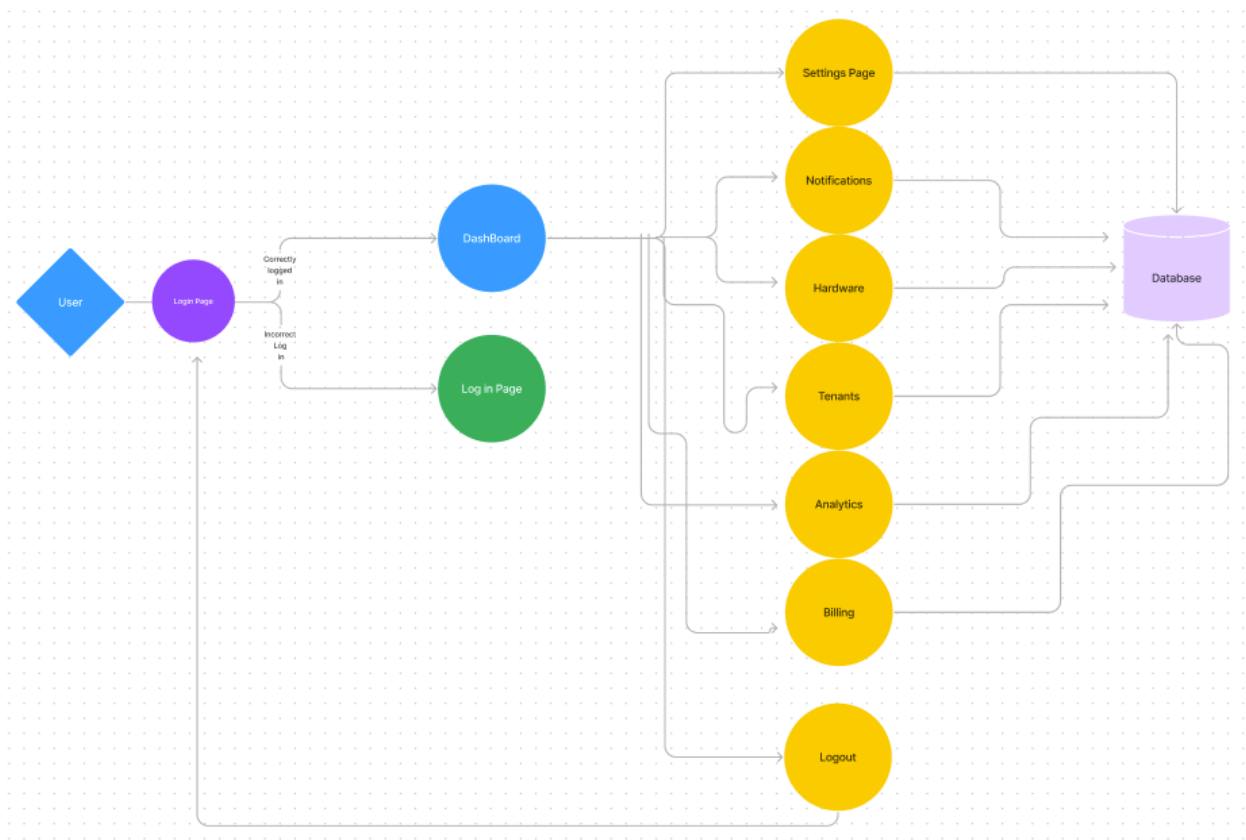 Settings Page
Notifications
DashBoard
Correctly
logged
in
User
Login Page
Hardware
Database
Incorrect
Log
in
Log in Page
Tenants
Analytics
Billing
Logout